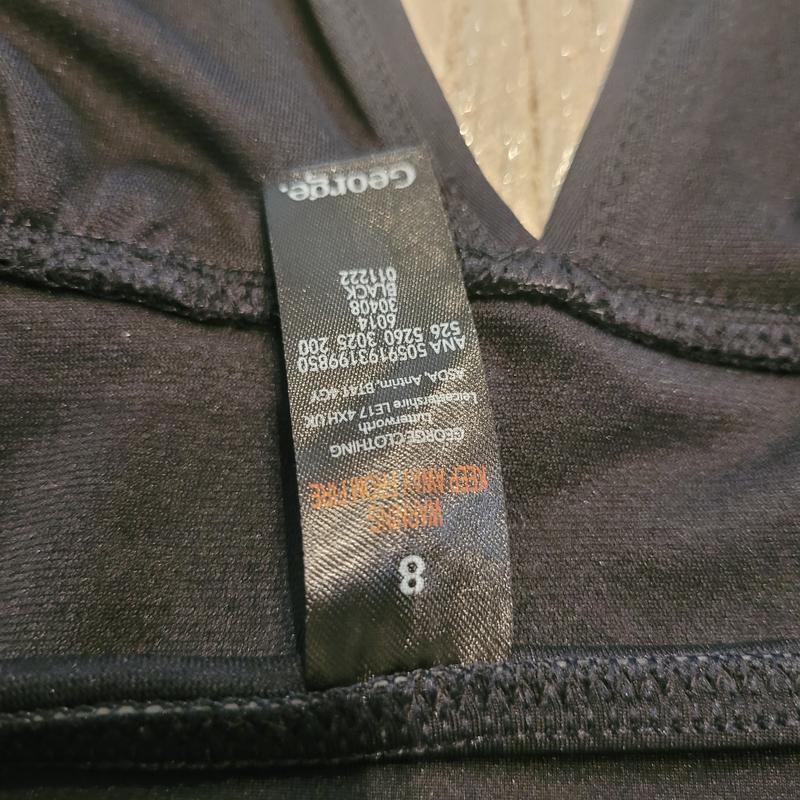 8
WARNING
KEEP AWAY FROM FIRE
GEORGE CLOTHING
Lutterworth
Leicestershire LE17 4XH UK
ASDA, Antrim, BT41 4GY
ANA 5059193199850
526 5260 3025 200
6014
30408
BLACK
011222
George.